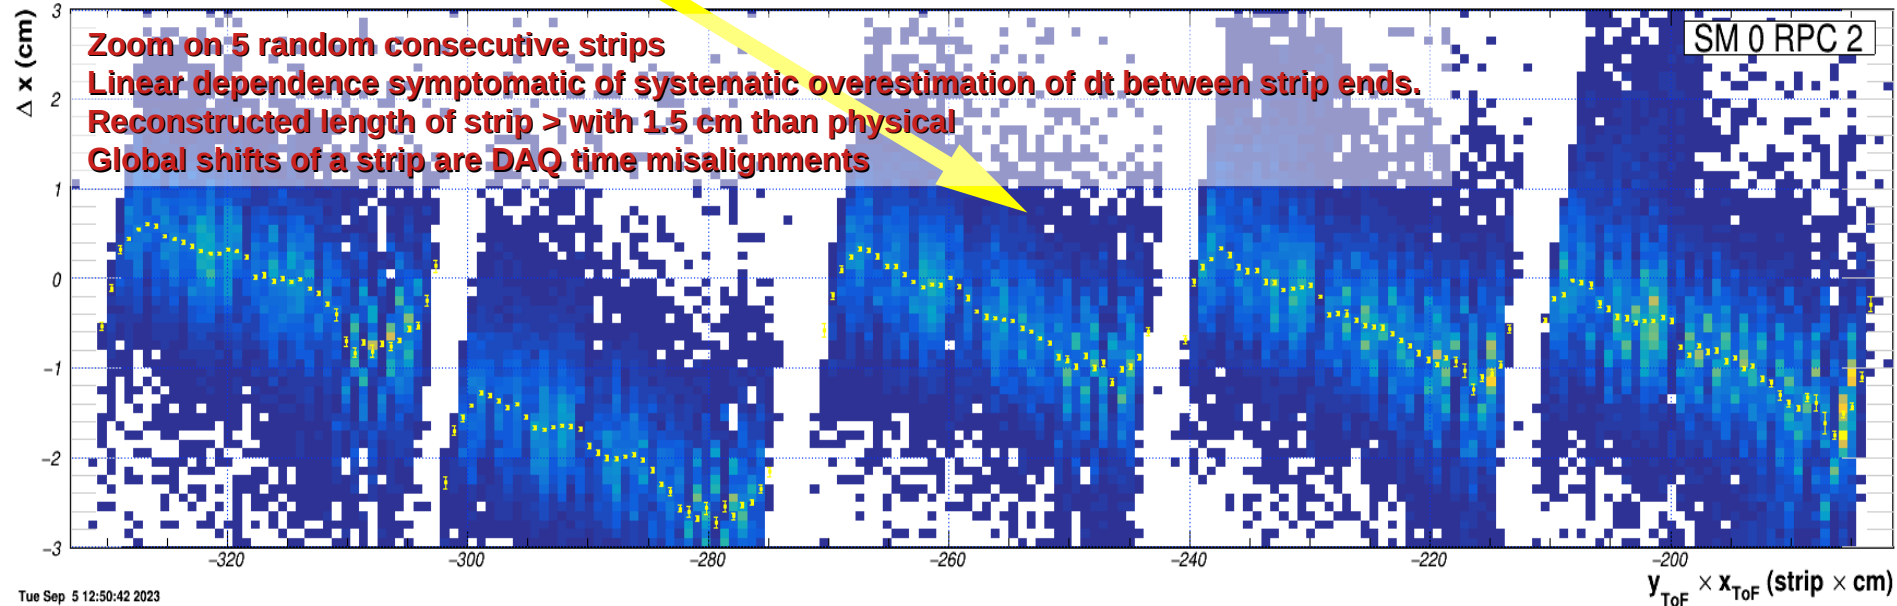 3
SM 0 RPC 2
Zoom on 5 random consecutive strips
Linear dependence symptomatic of systematic overestimation of dt between strip ends.
Reconstructed length of strip > with 1.5 cm than physical
Global shifts of a strip are DAQ time misalignments
Δ x (cm)
2
1
0
−1
−2
−3
−320
−300
−280
−260
−240
−220
−200
y_ToF × x_ToF (strip × cm)
Tue Sep 5 12:50:42 2023